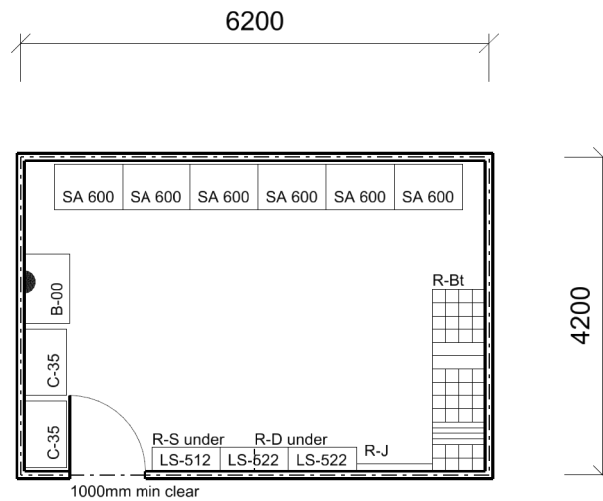 6200
SA 600 SA 600 SA 600 SA 600 SA 600 SA 600
R-Bt
B-00
4200
C-35
C-35
R-S under R-D under
R-J
LS-512 LS-522 LS-522
1000mm min clear